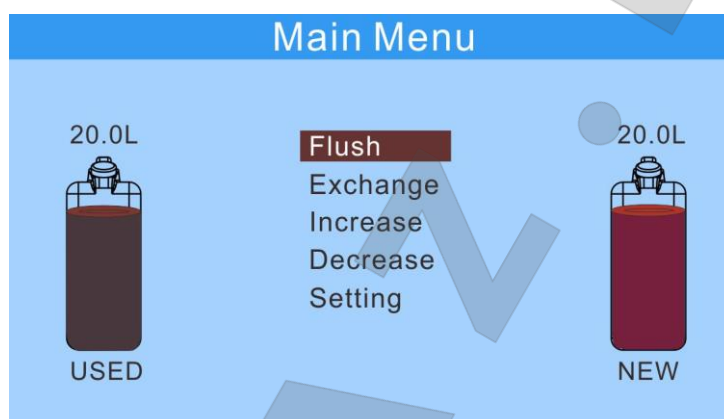 Main Menu
20.0L
Flush
Exchange
Increase
Decrease
Setting
USED
20.0L
NEW